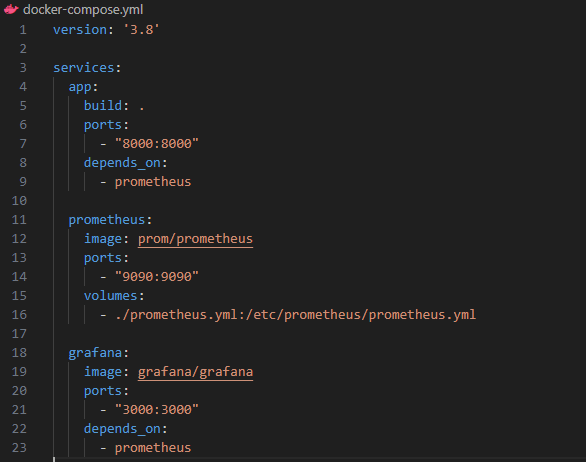 docker-compose.yml
1 version: '3.8'
2
3 services:
4   app:
5     build: .
6     ports:
7       - "8000:8000"
8     depends_on:
9       - prometheus
10
11   prometheus:
12     image: prom/prometheus
13     ports:
14       - "9090:9090"
15     volumes:
16       - ./prometheus.yml:/etc/prometheus/prometheus.yml
17
18   grafana:
19     image: grafana/grafana
20     ports:
21       - "3000:3000"
22     depends_on:
23       - prometheus